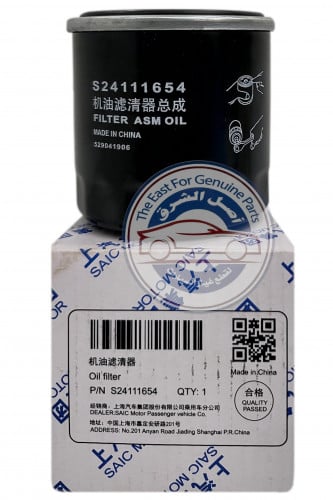 S24111654
机油滤清器总成
FILTER ASM OIL
MADE IN CHINA
529041906
The East For Genuine Parts
أصل الشرق
上汽 SAIC MOTOR
机油滤清器
Oil filter
P/N S24111654 QTY: 1
Made In China
经销商: 上海汽车集团股份有限公司乘用车分公司
DEALER:SAIC Motor Passenger vehicle Co.
地址: 中国上海市嘉定安研路201号
ADDRESS: No.201 Anyan Road Jiading Shanghai P.R.China
合格
QUALITY
PASSED